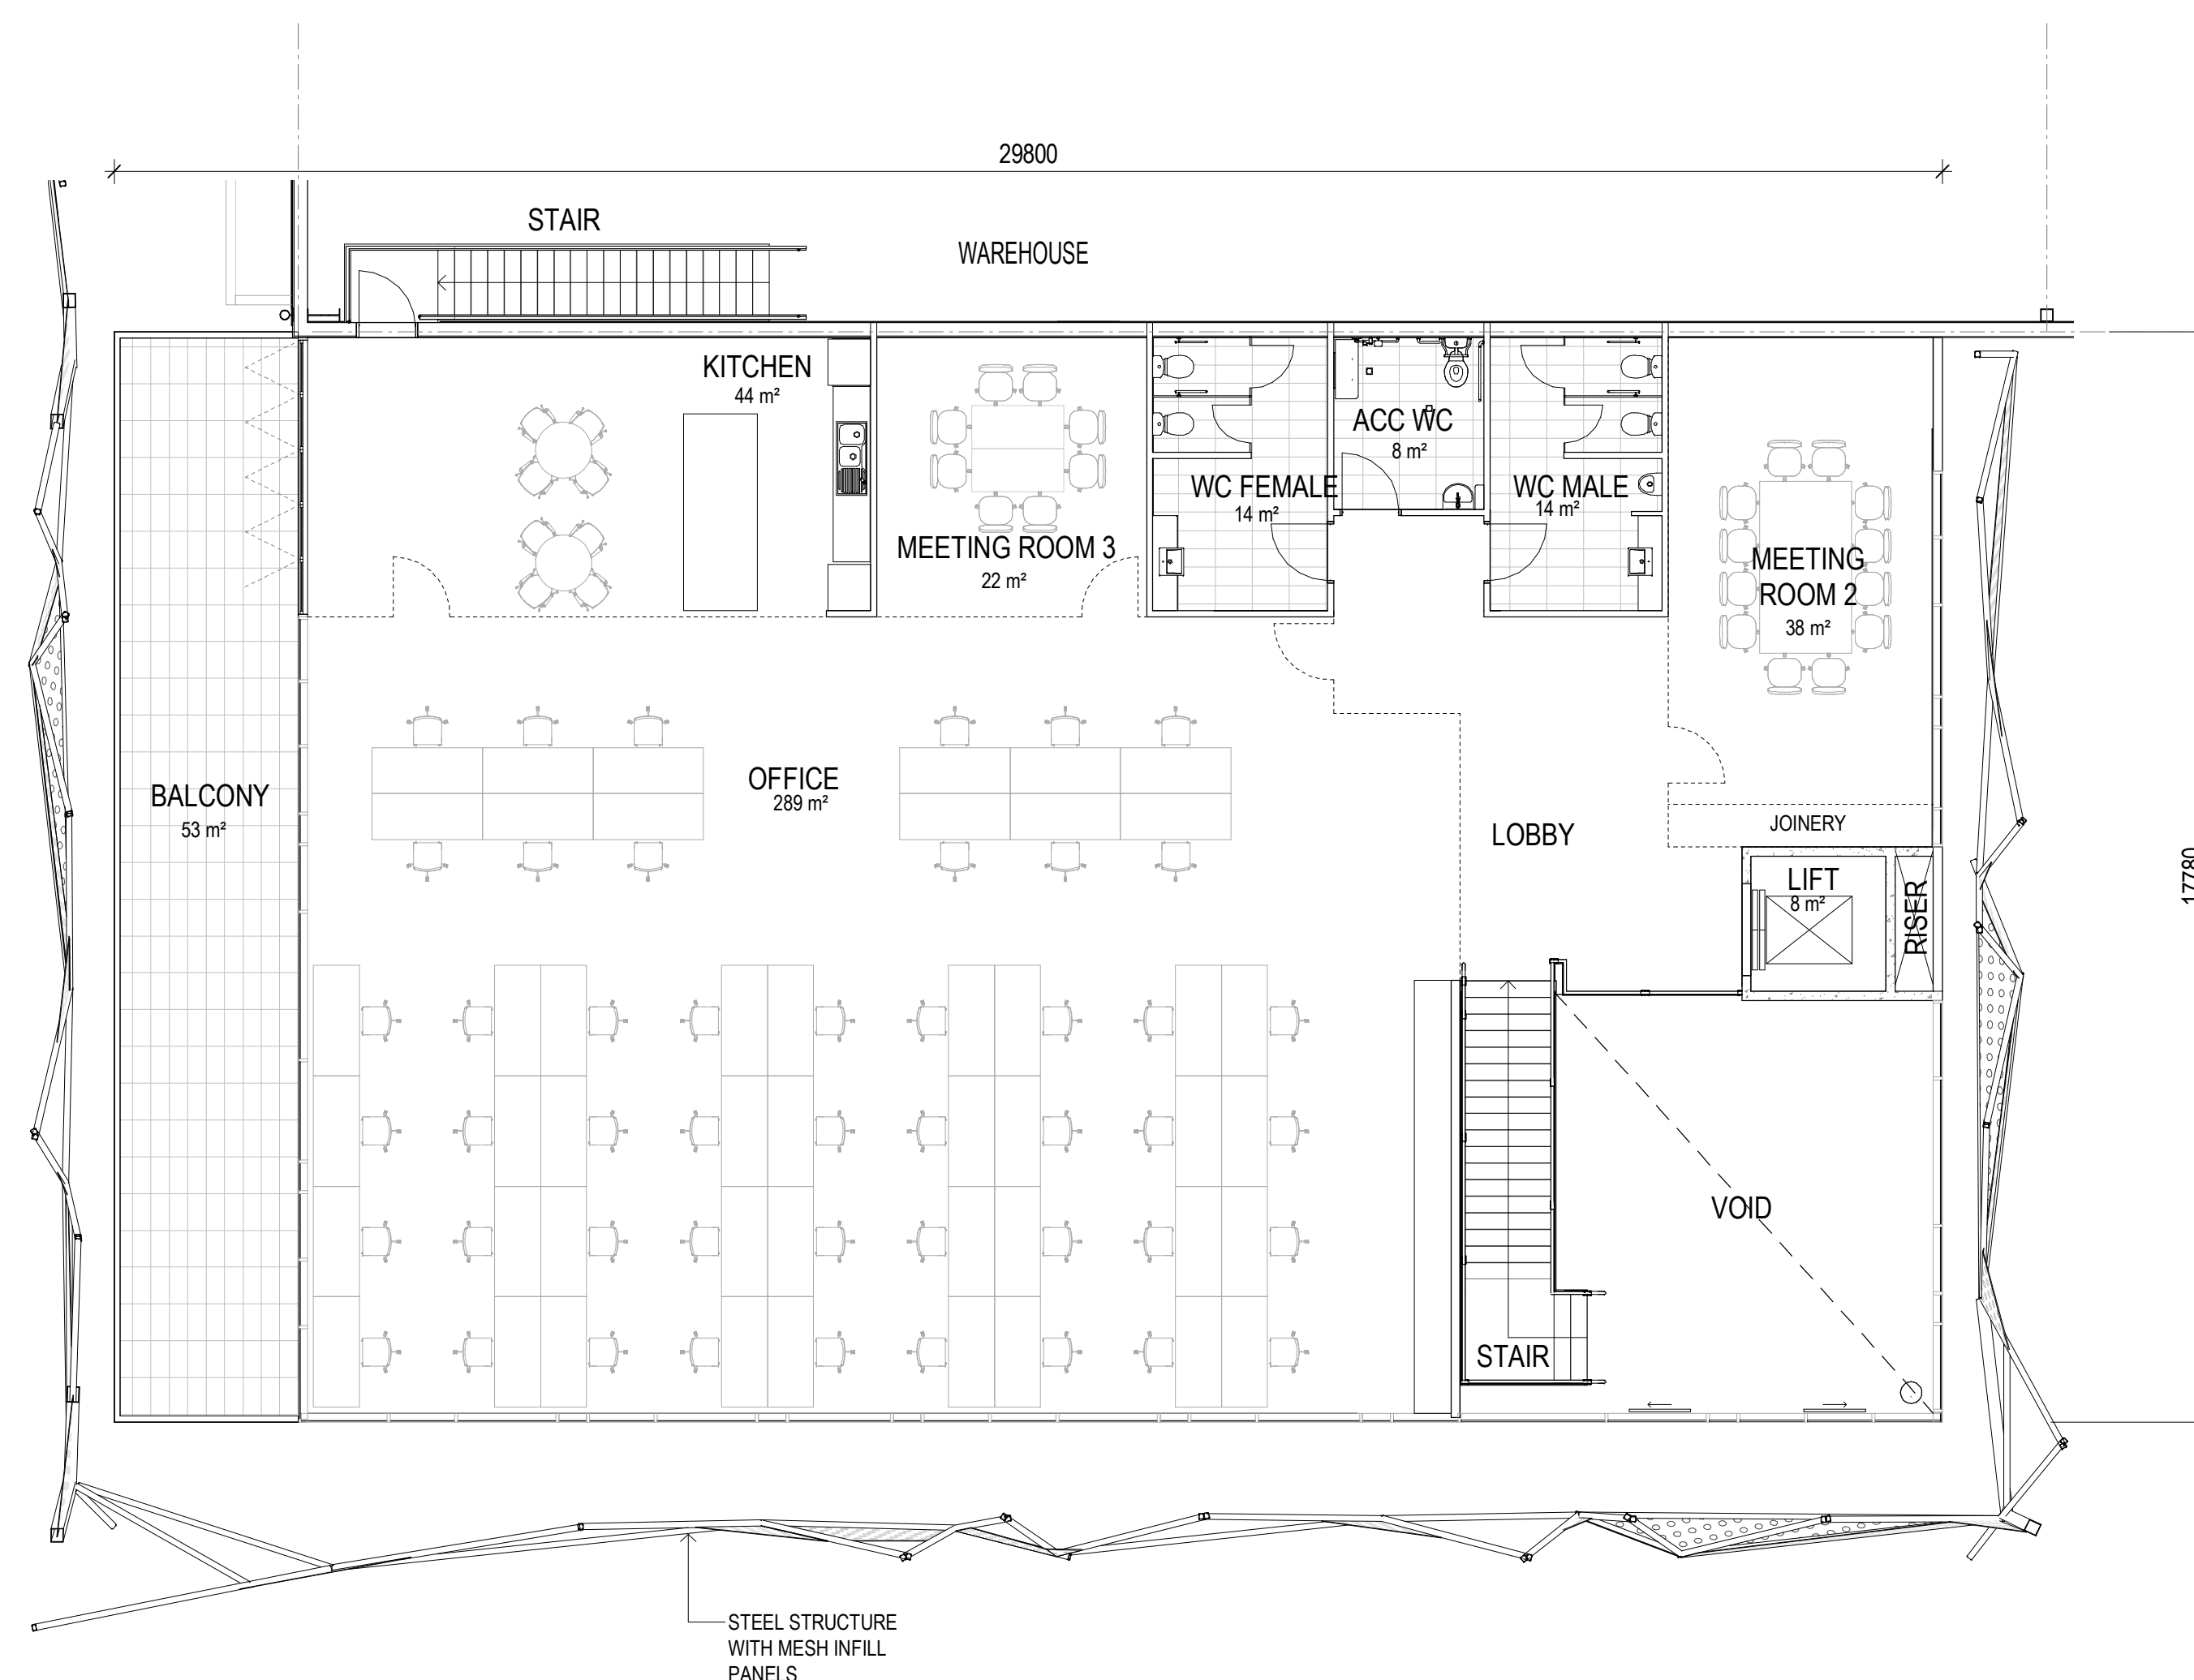 29800
STAIR
WAREHOUSE
KITCHEN
44 m²
MEETING ROOM 3
22 m²
WC FEMALE
14 m²
ACC WC
8 m²
WC MALE
14 m²
MEETING
ROOM 2
38 m²
BALCONY
53 m²
OFFICE
289 m²
LOBBY
JOINERY
LIFT
8 m²
RISER
17780
VOID
STAIR
STEEL STRUCTURE
WITH MESH INFILL
PANELS